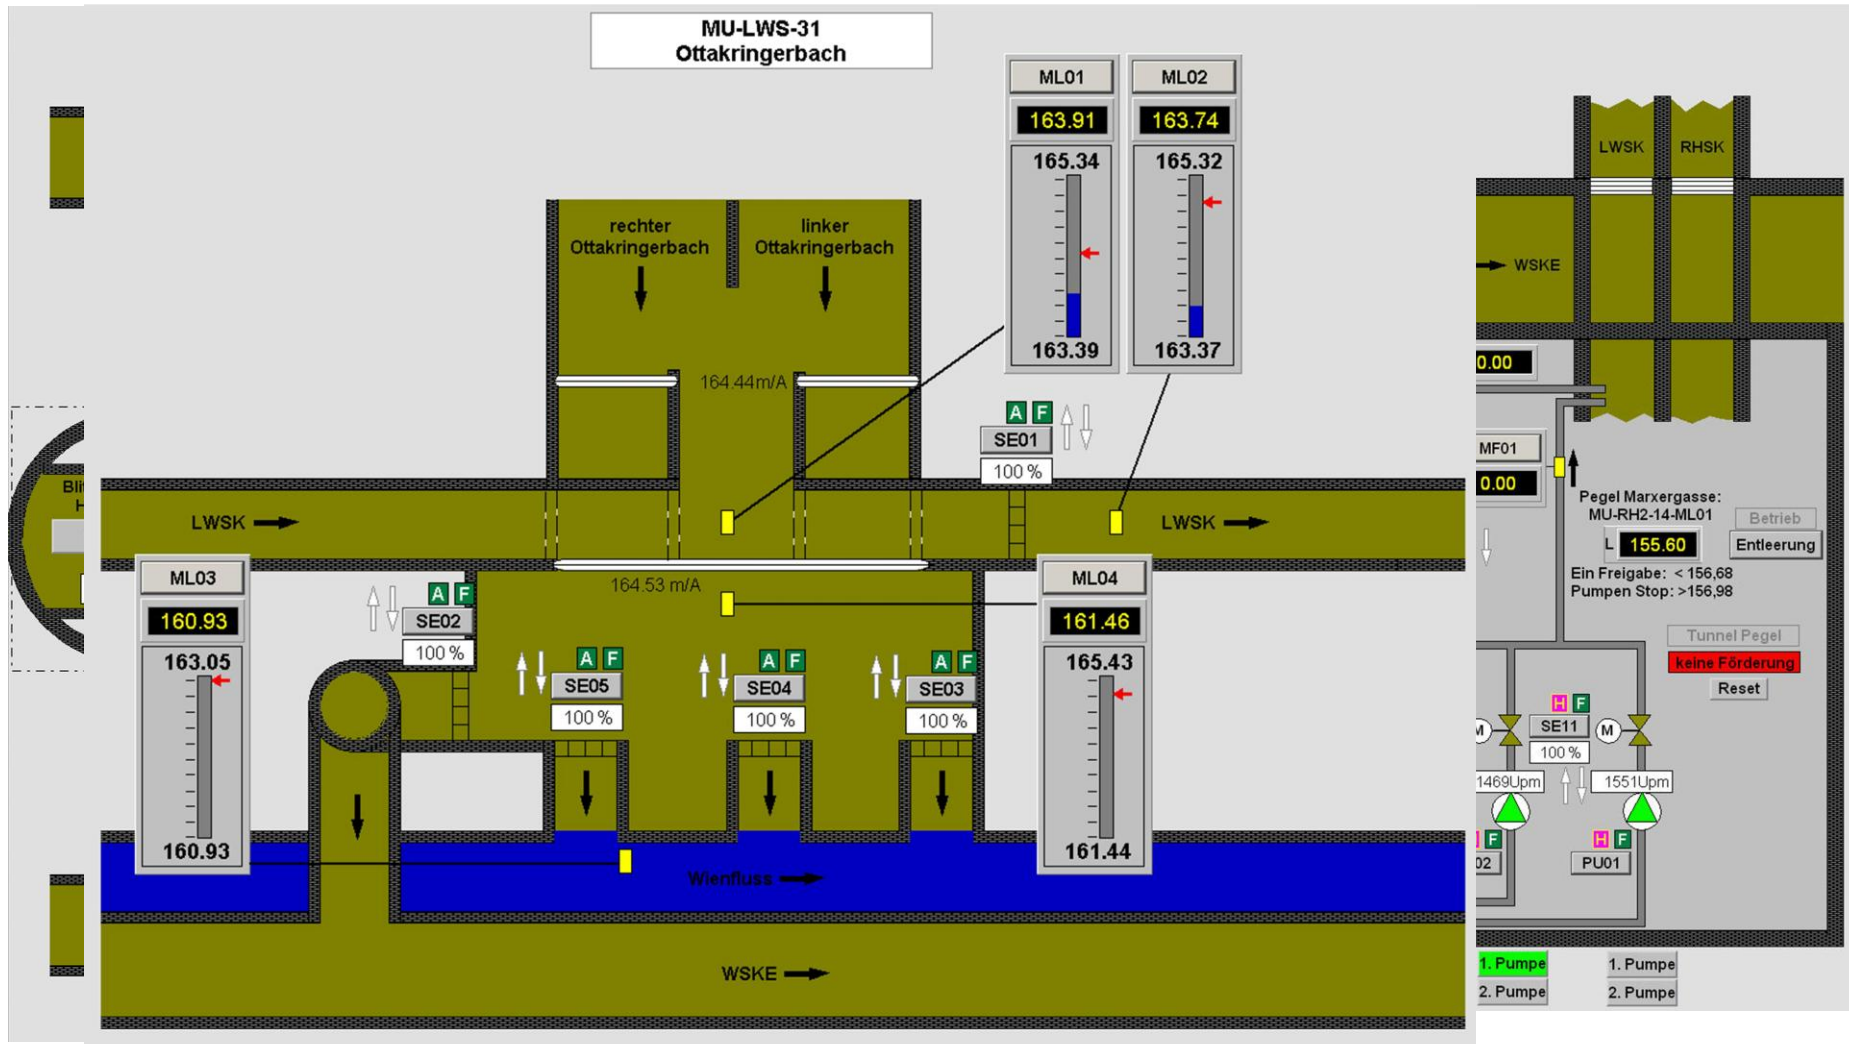 MU-LWS-31
Ottakringerbach
ML01
163.91
165.34
163.39
ML02
163.74
165.32
163.37
rechter
Ottakringerbach
linker
Ottakringerbach
164.44m/A
A F
SE01
100 %
LWSK
LWSK
164.53 m/A
ML03
160.93
163.05
160.93
A F
SE02
100 %
A F
SE05
100 %
A F
SE04
100 %
A F
SE03
100 %
ML04
161.46
165.43
161.44
Wienfluss
WSKE
LWSK
RHSK
WSKE
0.00
MF01
0.00
Pegel Marxergasse:
MU-RH2-14-ML01
L 155.60
Betrieb
Entleerung
Ein Freigabe: < 156,68
Pumpen Stop: >156,98
Tunnel Pegel
keine Förderung
Reset
H F
SE11
100 %
M
M
1469Upm
1551Upm
H F
02
H F
PU01
1. Pumpe
2. Pumpe
1. Pumpe
2. Pumpe